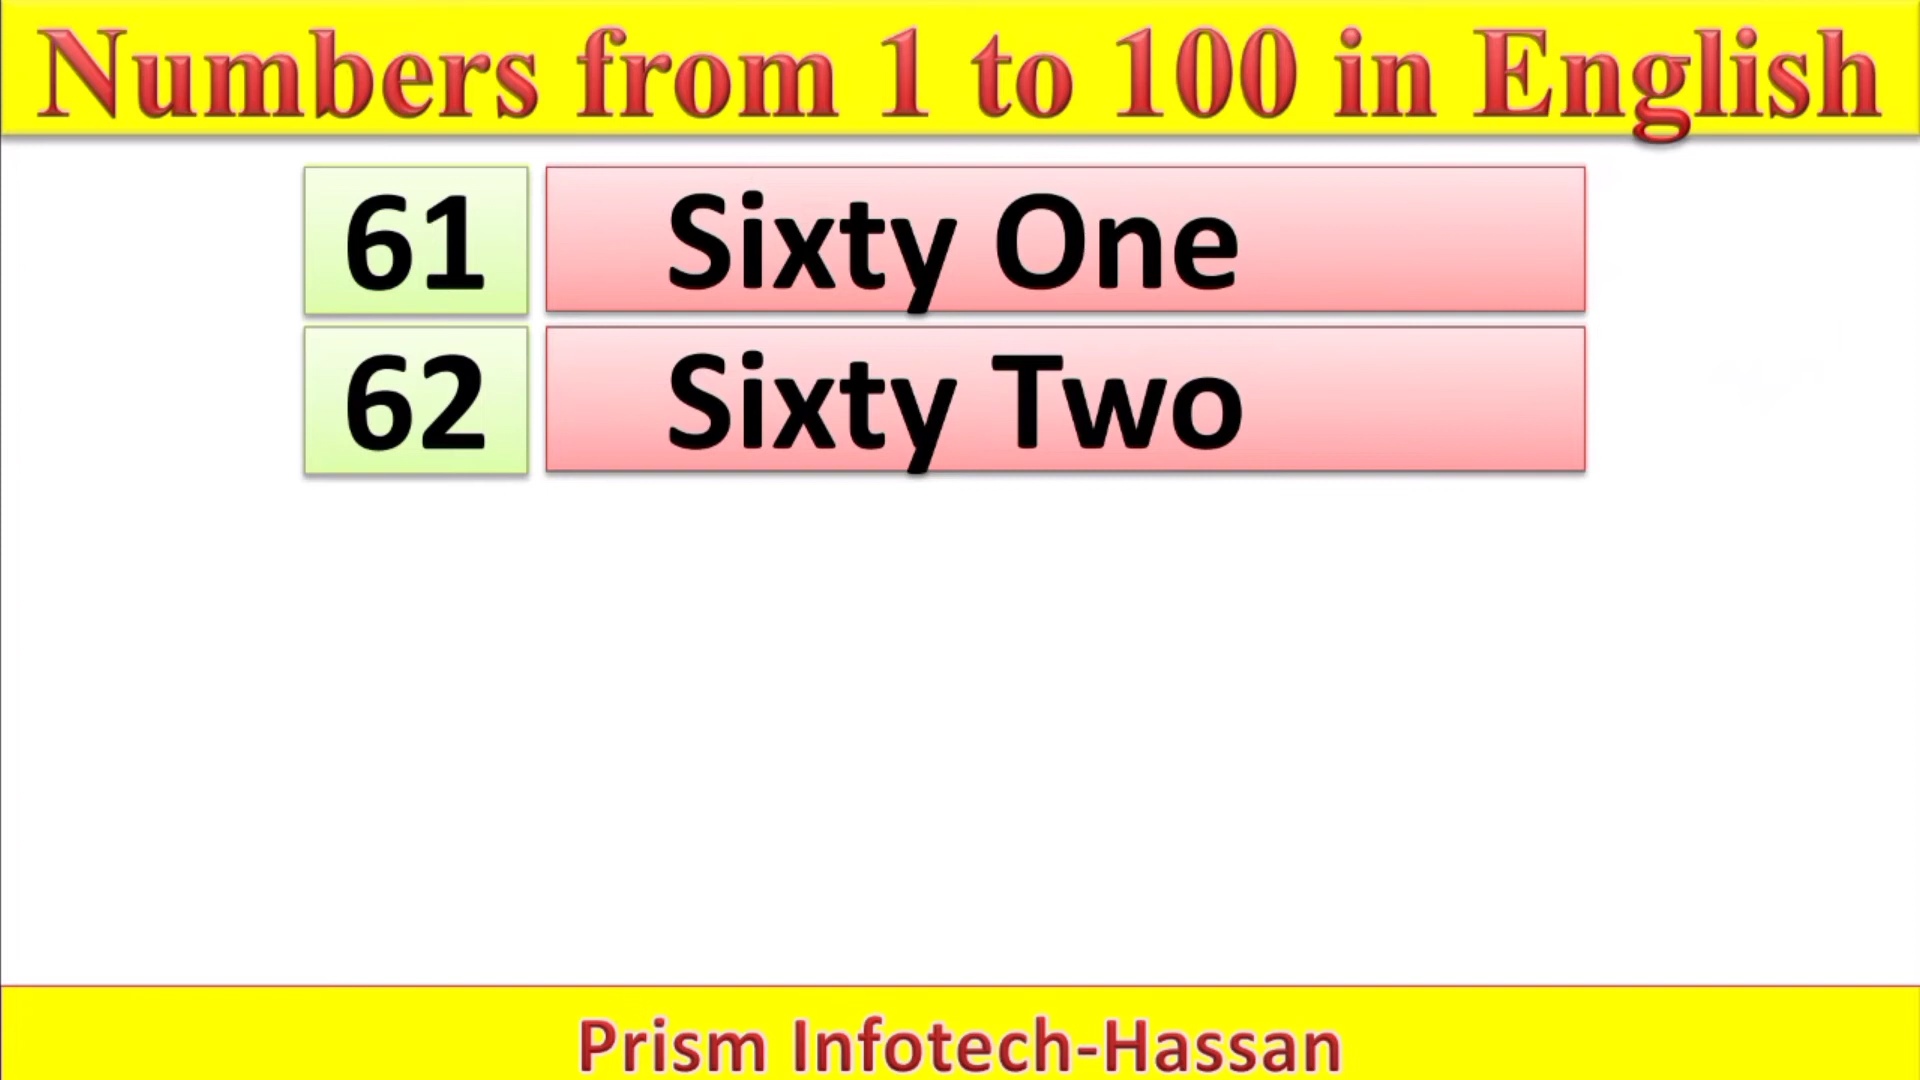 Numbers from 1 to 100 in English
61 Sixty One
62 Sixty Two
Prism Infotech-Hassan